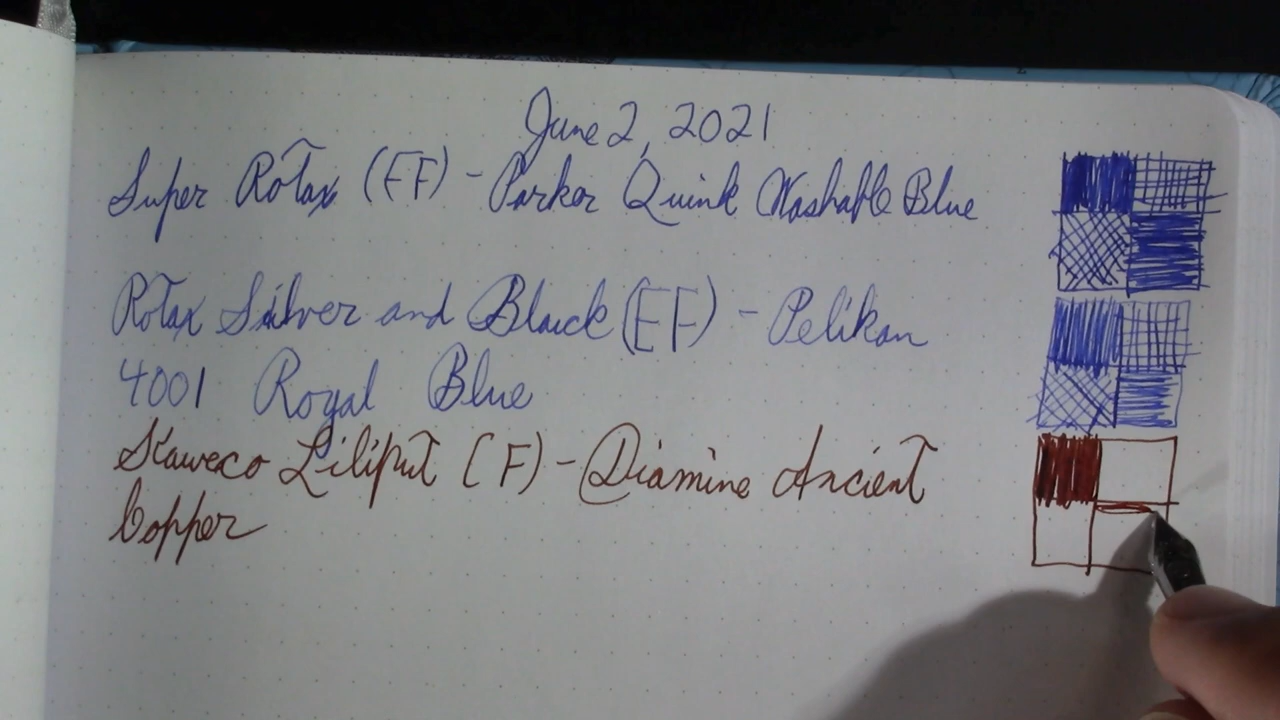 June 2, 2021
Super Rotax (EF) - Parker Quink Washable Blue
Rotax Silver and Black (EF) - Pelikan
4001 Royal Blue
Kaweco Liliput (F) - Diamine Ancient
Copper